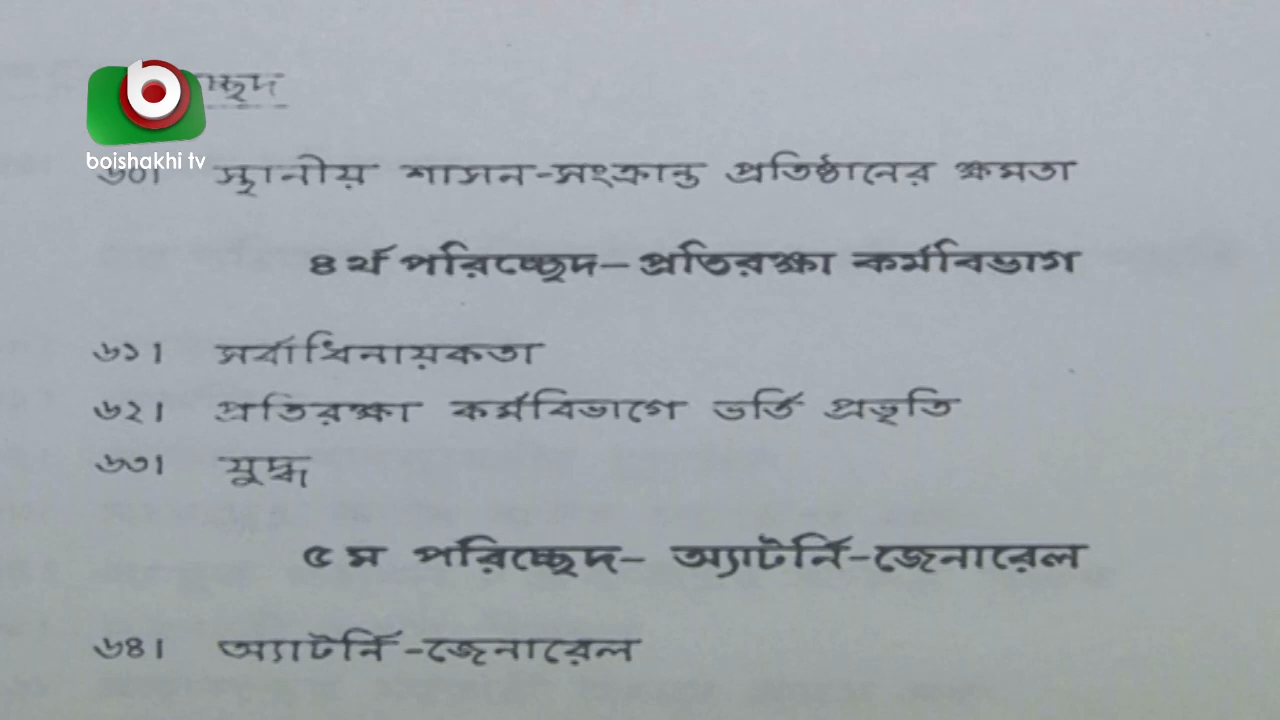 চ্ছেদ
boishakhi tv
৬০। স্থানীয় শাসন-সংক্রান্ত প্রতিষ্ঠানের ক্ষমতা
৪র্থ পরিচ্ছেদ-প্রতিরক্ষা কর্মবিভাগ
৬১। সর্বাধিনায়কতা
৬২। প্রতিরক্ষা কর্মবিভাগে ভর্তি প্রভৃতি
৬৩। যুদ্ধ
৫ম পরিচ্ছেদ- অ্যাটর্নি-জেনারেল
৬৪। অ্যাটর্নি-জেনারেল